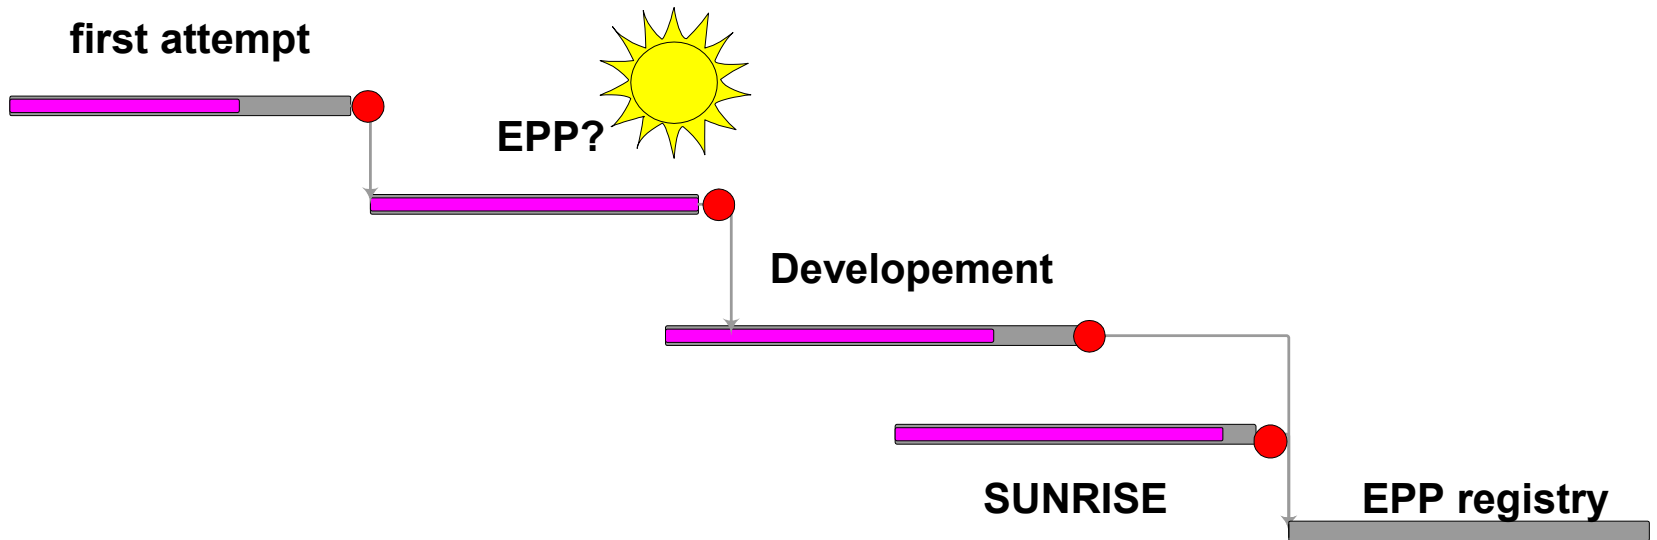 first attempt
EPP?
Developement
SUNRISE
EPP registry